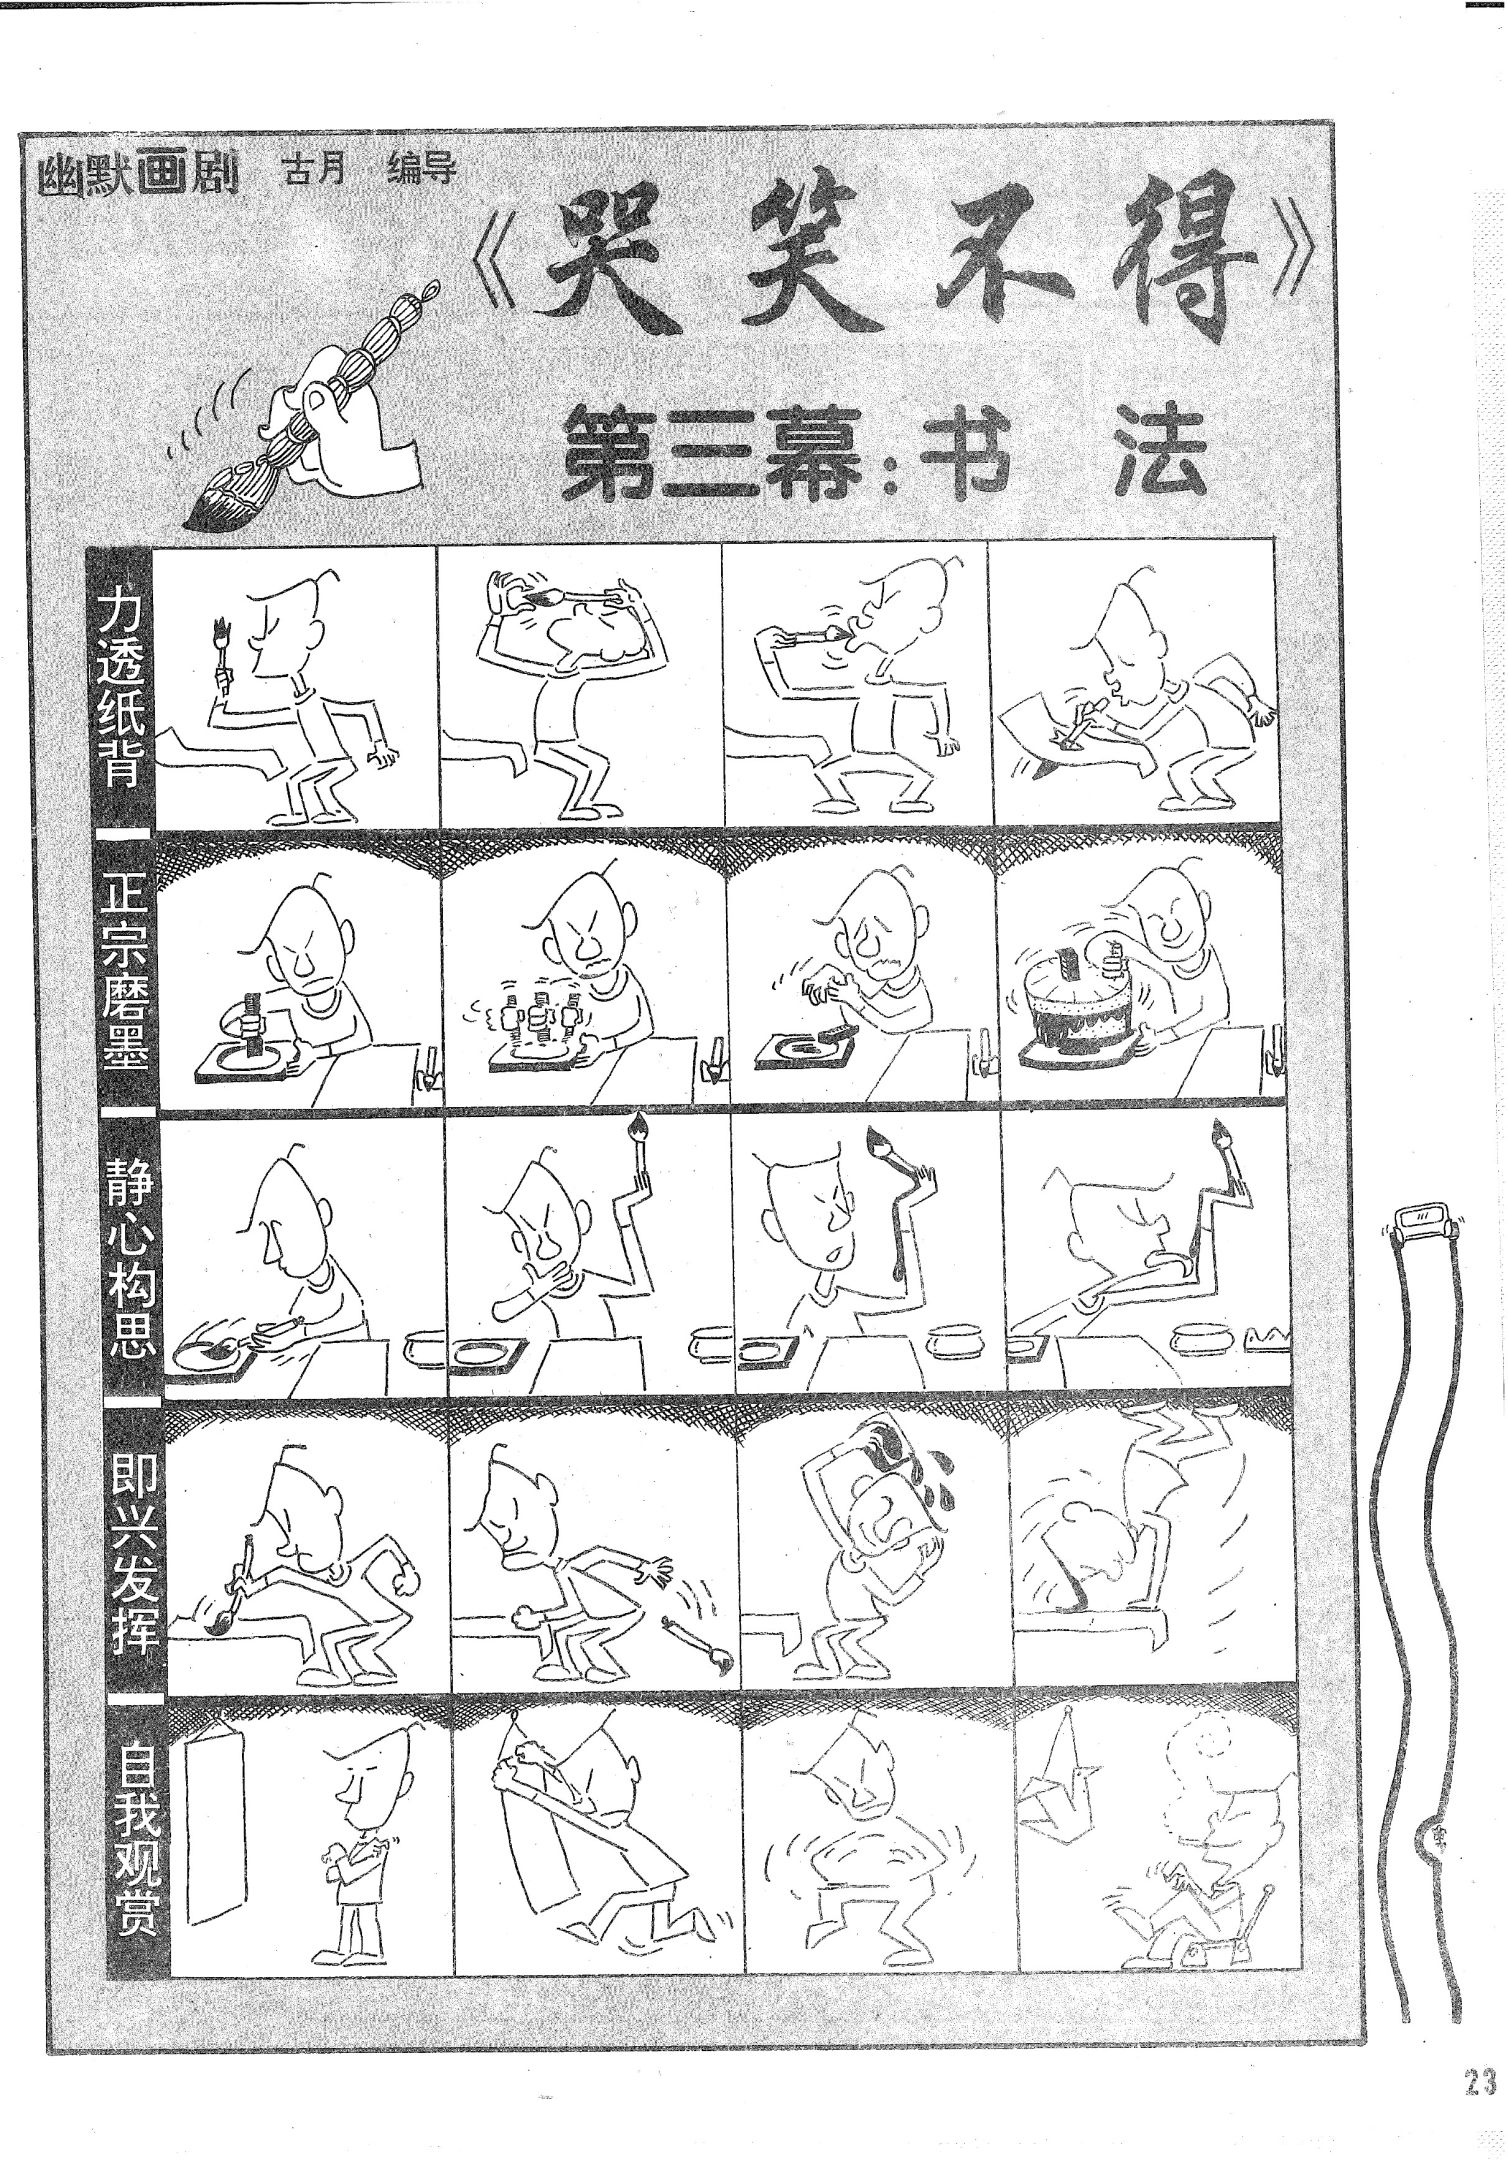 幽默画剧 古月 编导
《哭笑不得》
第三幕：书 法
力透纸背
正宗磨墨
静心构思
即兴发挥
自我观赏
23